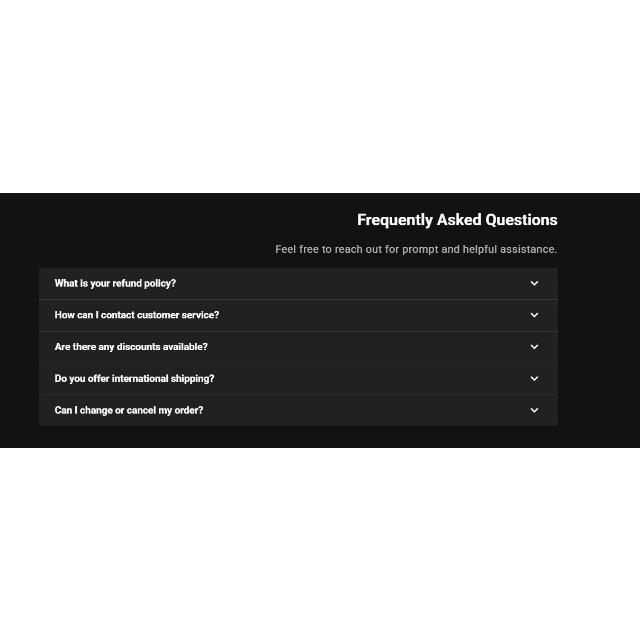 Frequently Asked Questions
Feel free to reach out for prompt and helpful assistance.
What is your refund policy?
How can I contact customer service?
Are there any discounts available?
Do you offer international shipping?
Can I change or cancel my order?